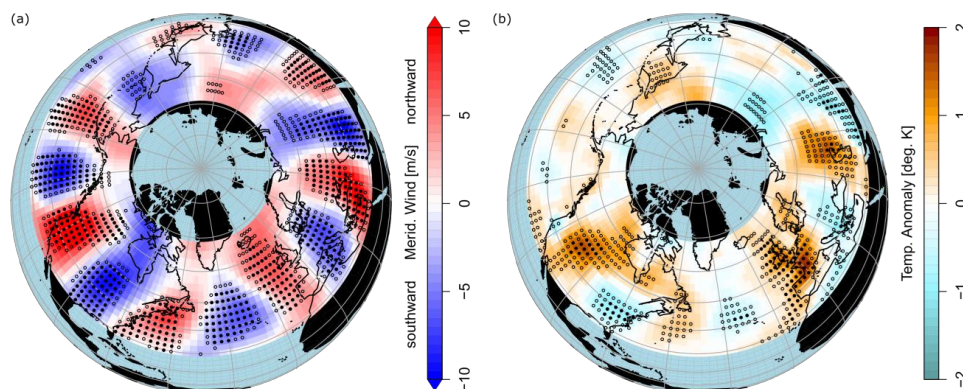 (a)
10
5
0
−5
−10
southward Merid. Wind [m/s] northward
(b)
2
1
0
−1
−2
Temp. Anomaly [deg. K]